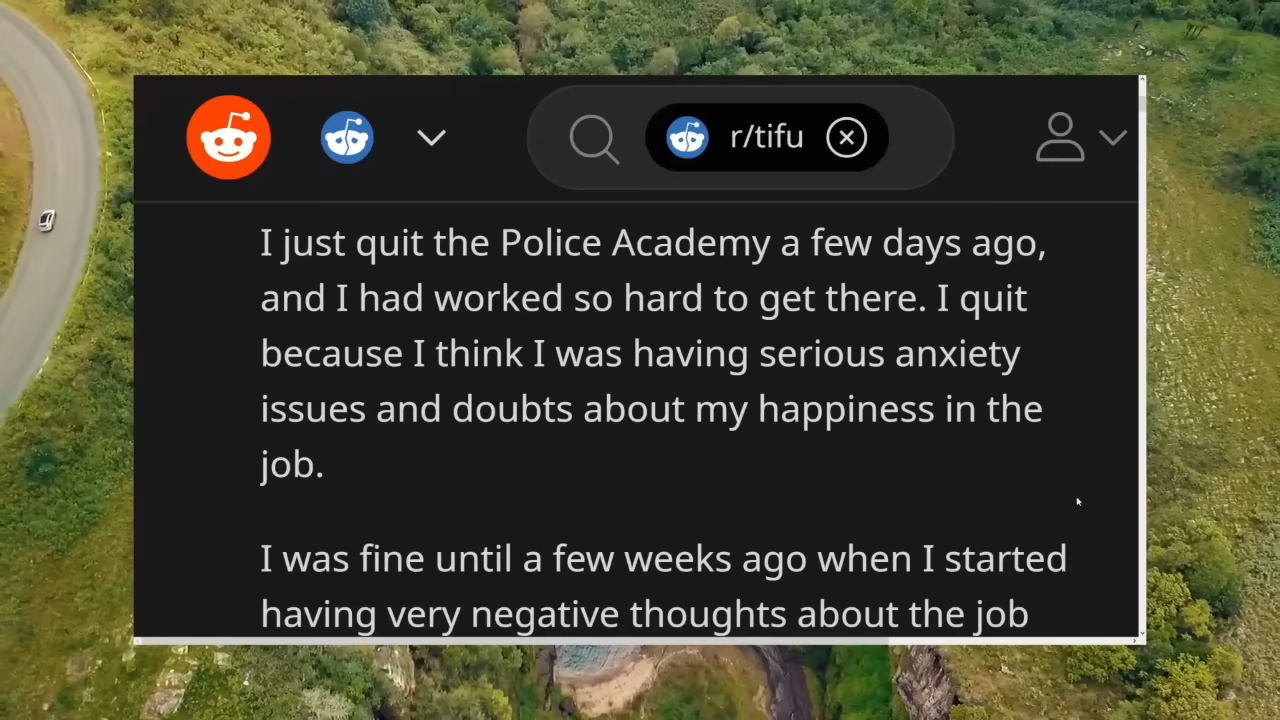 r/tifu
I just quit the Police Academy a few days ago,
and I had worked so hard to get there. I quit
because I think I was having serious anxiety
issues and doubts about my happiness in the
job.
I was fine until a few weeks ago when I started
having very negative thoughts about the job